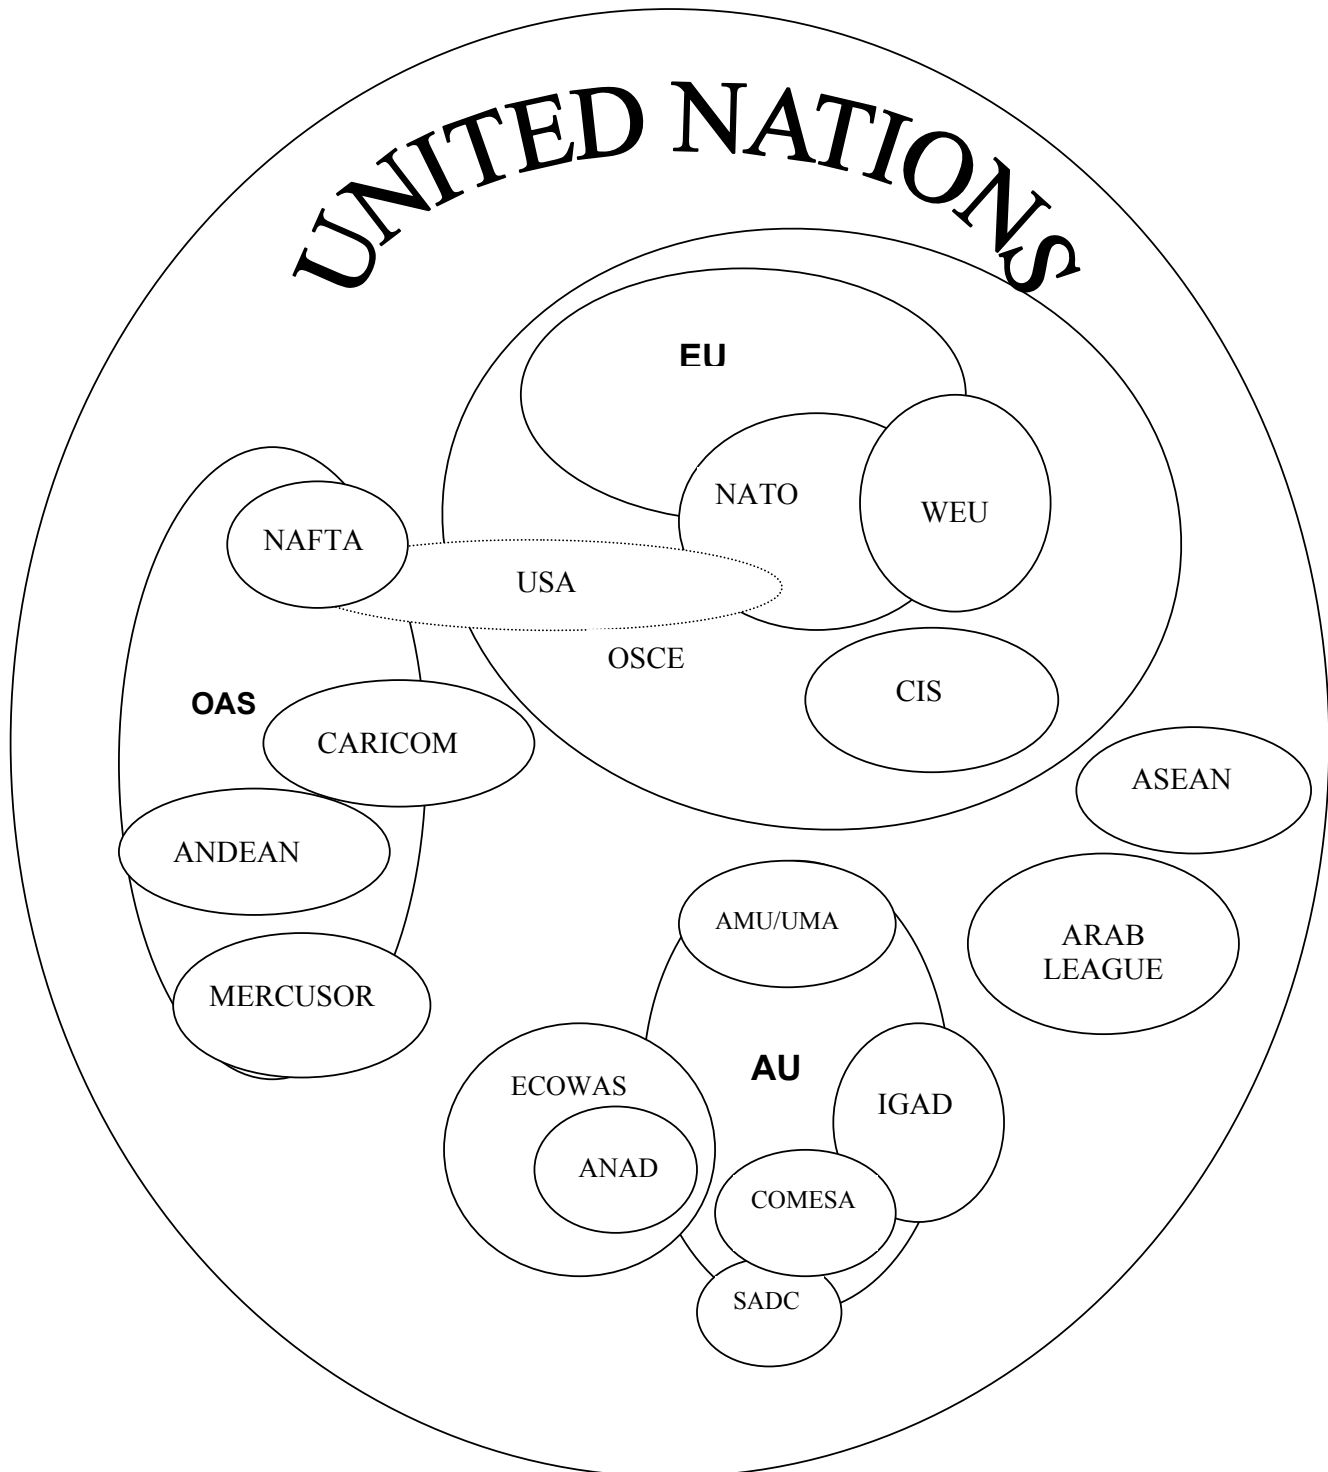 UNITED NATIONS
EU
NATO
WEU
NAFTA
USA
OSCE
CIS
OAS
CARICOM
ASEAN
ANDEAN
AMU/UMA
ARAB
LEAGUE
MERCUSOR
AU
ECOWAS
IGAD
ANAD
COMESA
SADC